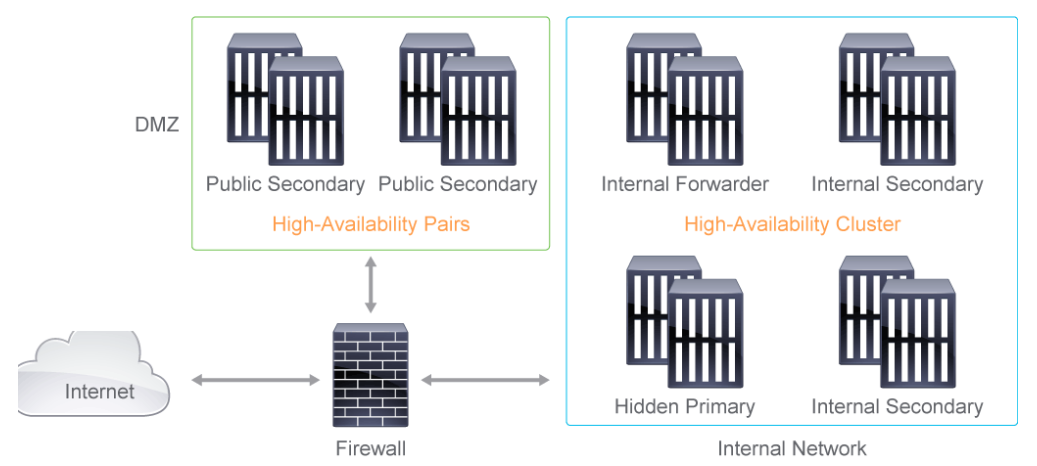 DMZ
Public Secondary
Public Secondary
High-Availability Pairs
Internal Forwarder
Internal Secondary
High-Availability Cluster
Hidden Primary
Internal Secondary
Internet
Firewall
Internal Network